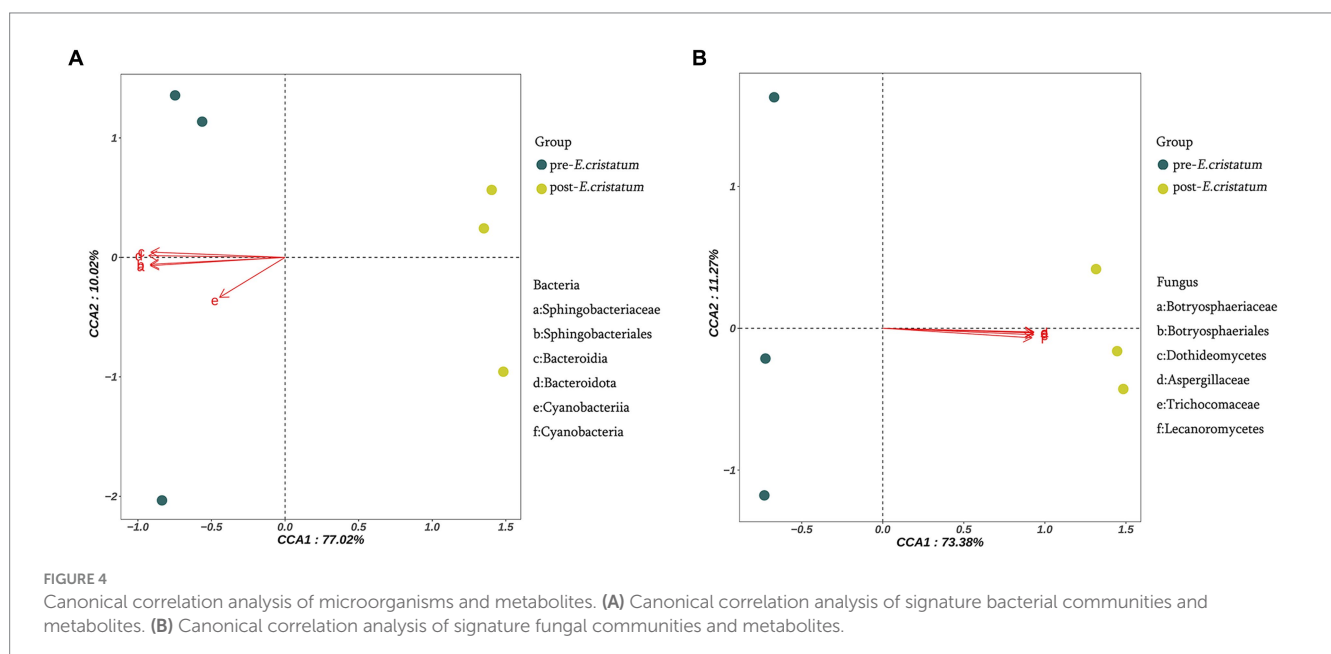 A
1
0
−1
−2
CCA2 : 10.02%
c
e
−1.0 −0.5 0.0 0.5 1.0 1.5
CCA1 : 77.02%
Group
pre-E.cristatum
post-E.cristatum
Bacteria
a:Sphingobacteriaceae
b:Sphingobacteriales
c:Bacteroidia
d:Bacteroidota
e:Cyanobacteriia
f:Cyanobacteria
B
1
0
−1
CCA2 : 11.27%
−0.5 0.0 0.5 1.0 1.5
CCA1 : 73.38%
Group
pre-E.cristatum
post-E.cristatum
Fungus
a:Botryosphaeriaceae
b:Botryosphaeriales
c:Dothideomycetes
d:Aspergillaceae
e:Trichocomaceae
f:Lecanoromycetes
FIGURE 4
Canonical correlation analysis of microorganisms and metabolites. (A) Canonical correlation analysis of signature bacterial communities and
metabolites. (B) Canonical correlation analysis of signature fungal communities and metabolites.